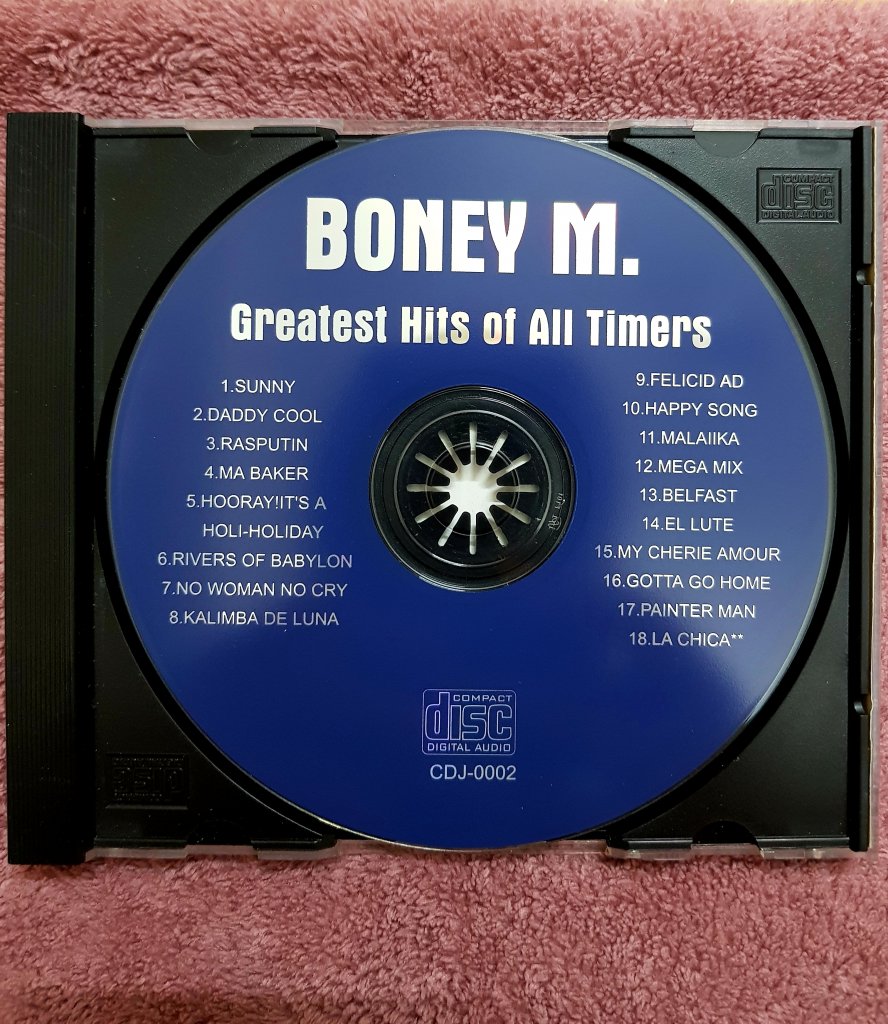 BONEY M.
Greatest Hits of All Timers
1.SUNNY
2.DADDY COOL
3.RASPUTIN
4.MA BAKER
5.HOORAY!IT'S A
HOLI-HOLIDAY
6.RIVERS OF BABYLON
7.NO WOMAN NO CRY
8.KALIMBA DE LUNA
9.FELICID AD
10.HAPPY SONG
11.MALAIIKA
12.MEGA MIX
13.BELFAST
14.EL LUTE
15.MY CHERIE AMOUR
16.GOTTA GO HOME
17.PAINTER MAN
18.LA CHICA**
COMPACT
disc
DIGITAL AUDIO
CDJ-0002
COMPACT
disc
DIGITAL AUDIO